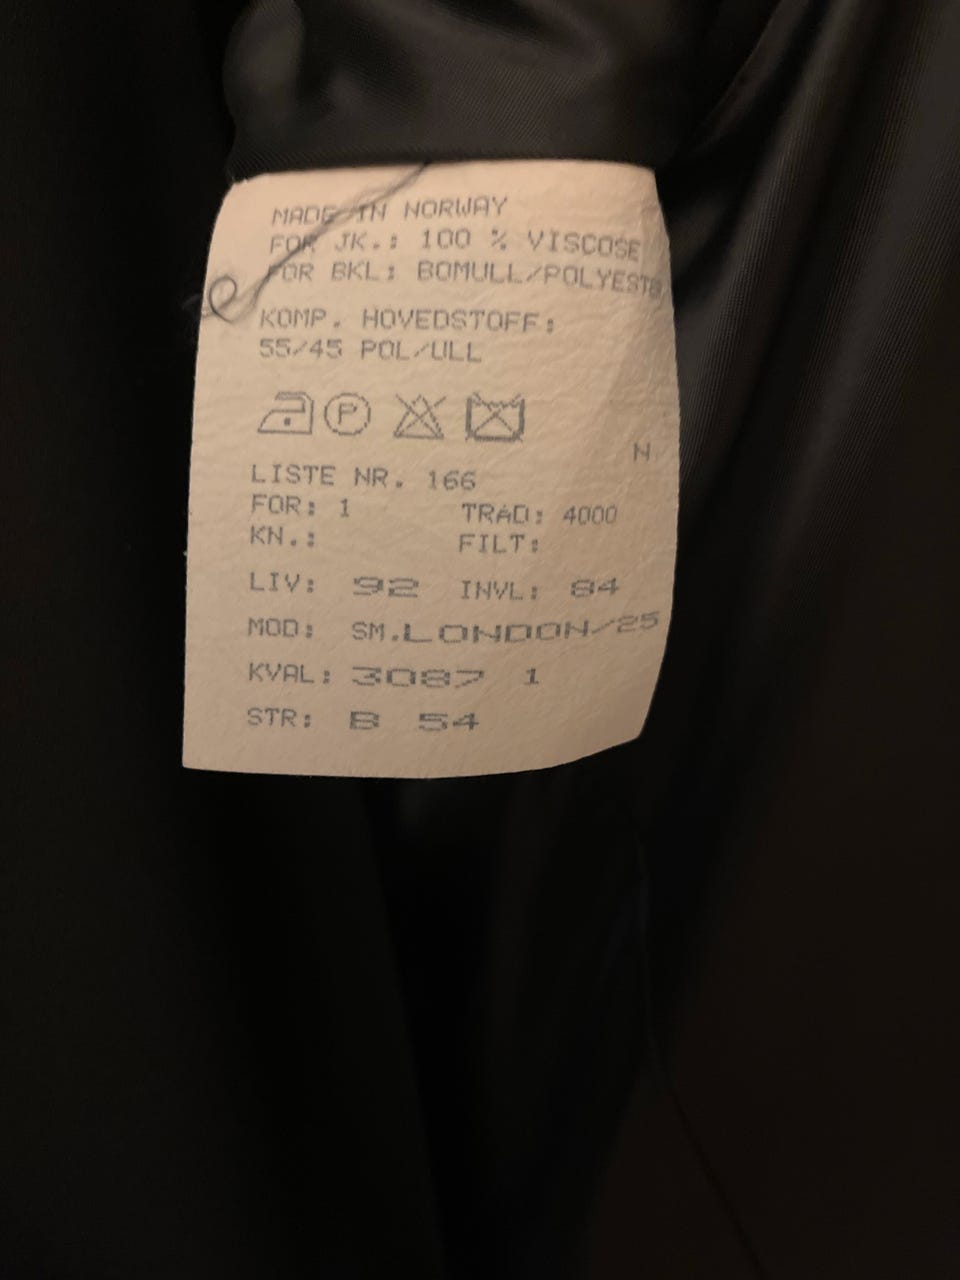 MADE IN NORWAY
FOR JK.: 100 % VISCOSE
FOR BKL: BOMULL/POLYESTE
KOMP. HOVEDSTOFF:
55/45 POL/ULL
P
N
LISTE NR. 166
FOR: 1 TRAD: 4000
KN.: FILT:
LIV: 92 INVL: 84
MOD: SM.LONDON/25
KVAL: 3087 1
STR: B 54